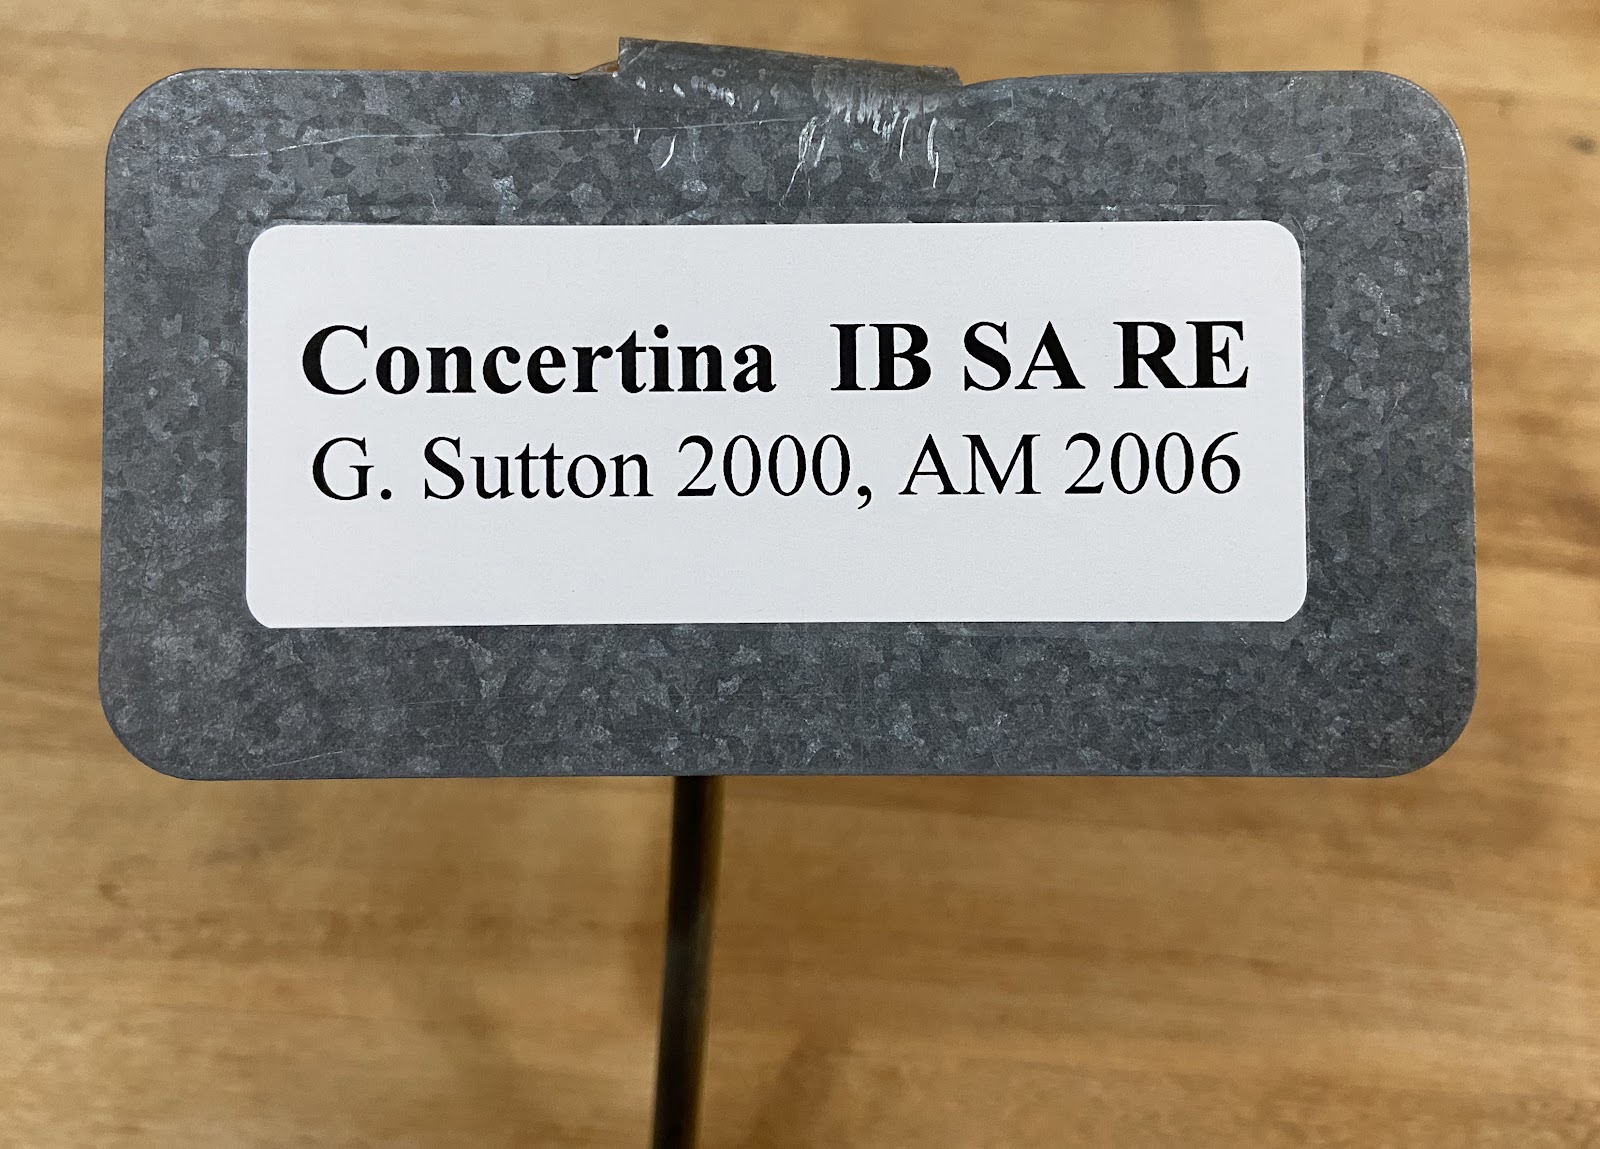 Concertina IB SA RE
G. Sutton 2000, AM 2006